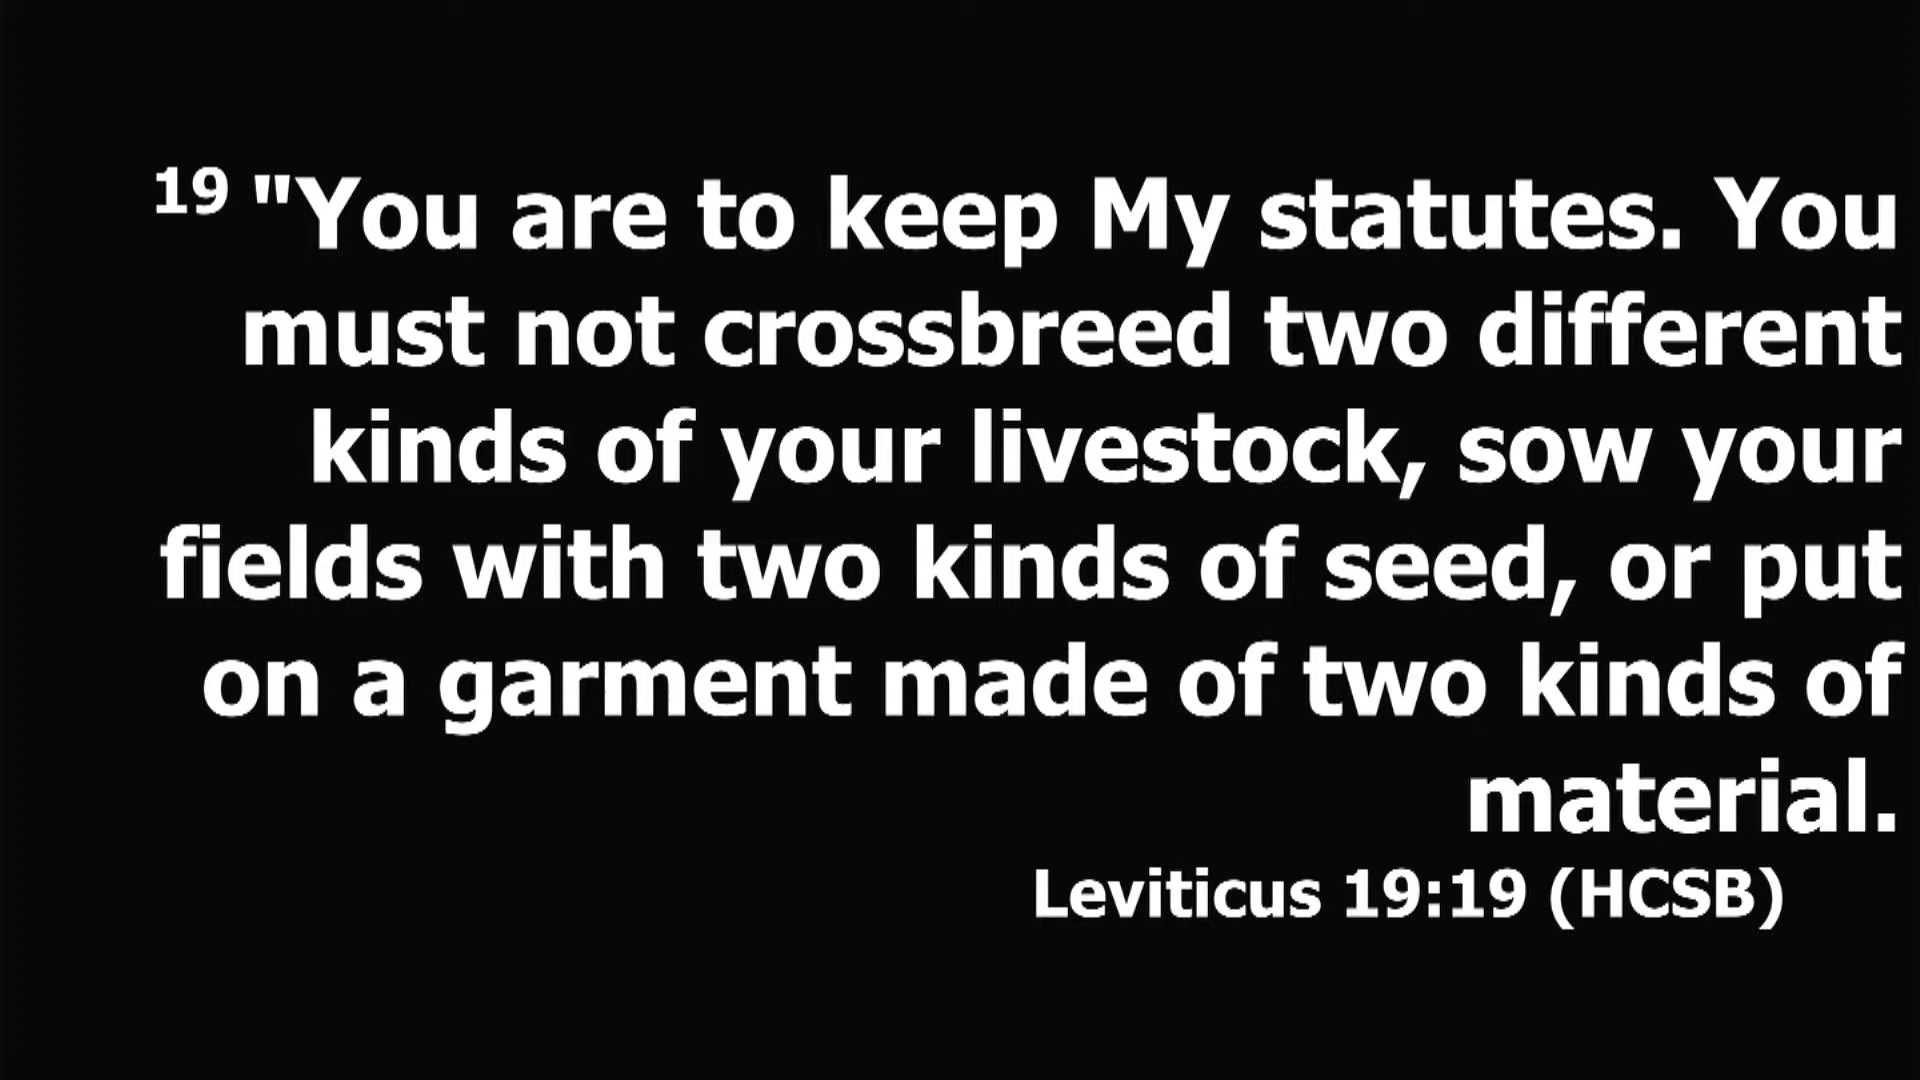 19 "You are to keep My statutes. You
must not crossbreed two different
kinds of your livestock, sow your
fields with two kinds of seed, or put
on a garment made of two kinds of
material.
Leviticus 19:19 (HCSB)